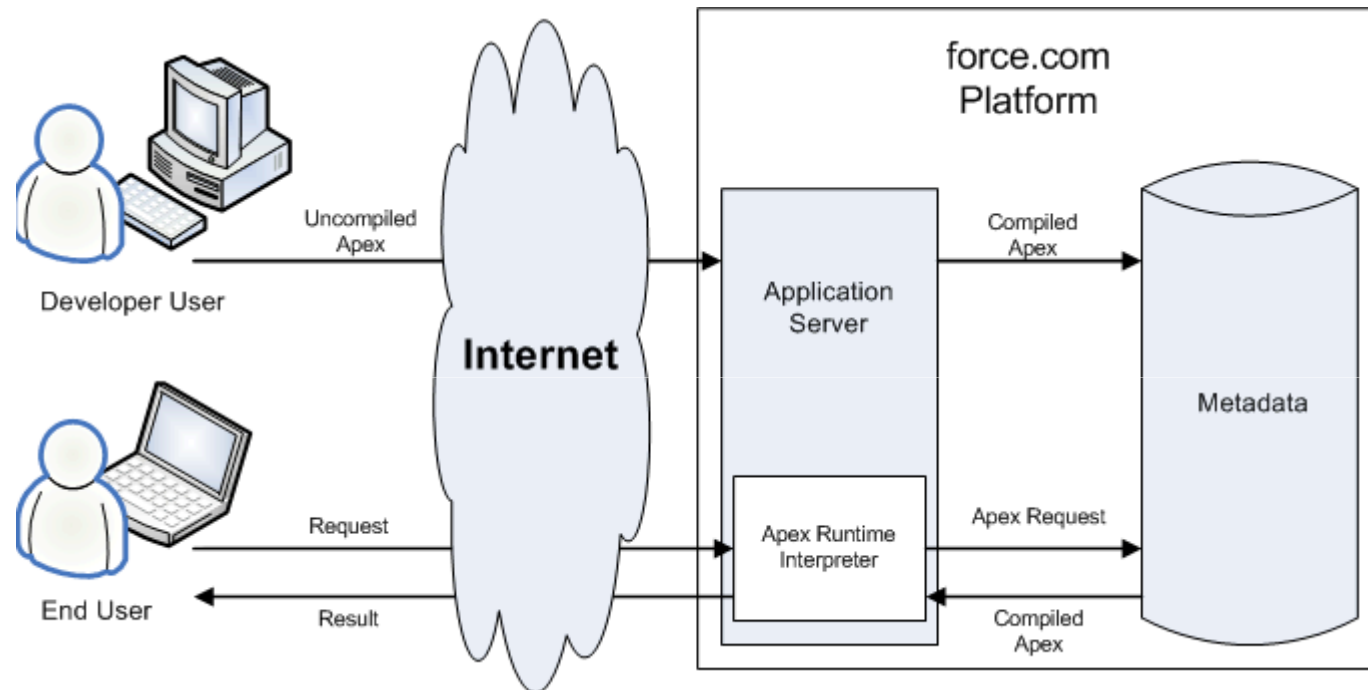 force.com
Platform
Uncompiled
Apex
Compiled
Apex
Developer User
Application
Server
Internet
Metadata
Request
Apex Runtime
Interpreter
Apex Request
End User
Result
Compiled
Apex